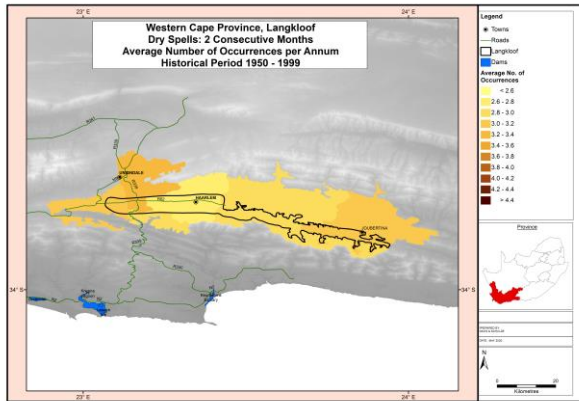 Western Cape Province, Langkloof
Dry Spells: 2 Consecutive Months
Average Number of Occurrences per Annum
Historical Period 1950 - 1999
23° E
24° E
34° S
34° S
UNIONDALE
HAARLEM
JOUBERTINA
23° E
24° E
Legend
Towns
Roads
Langkloof
Dams
Average No. of
Occurrences
< 2.6
2.6 - 2.8
2.8 - 3.0
3.0 - 3.2
3.2 - 3.4
3.4 - 3.6
3.6 - 3.8
3.8 - 4.0
4.0 - 4.2
4.2 - 4.4
> 4.4
Province
N
0
20
Kilometres